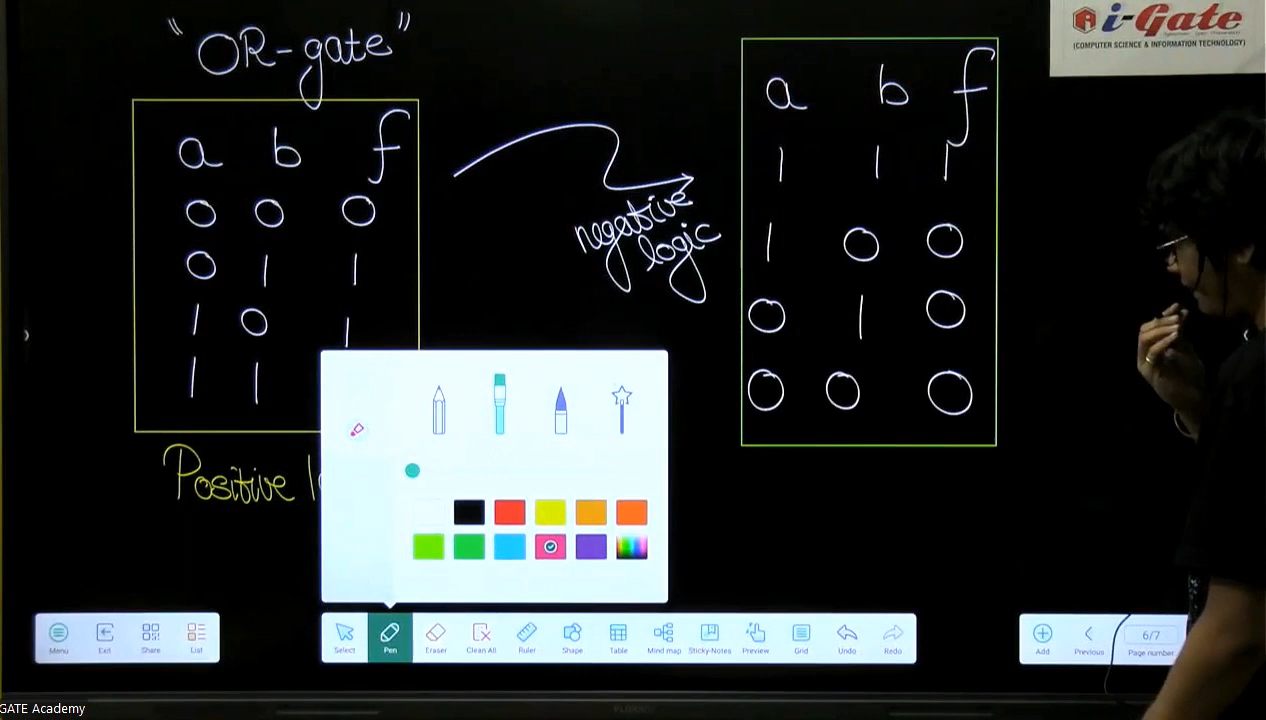 "OR-gate"
a b f
0 0 0
0 1 1
1 0 1
1 1
Positive l
negative
logic
a b f
1 1 1
1 0 0
0 1 0
0 0 0
i-Gate
(COMPUTER SCIENCE & INFORMATION TECHNOLOGY)
Menu Exit Share List
Select Pen Eraser Clean All Ruler Shape Table Mind map Sticky-Notes Preview Grid Undo Redo
Add Previous 6/7 Page number
GATE Academy